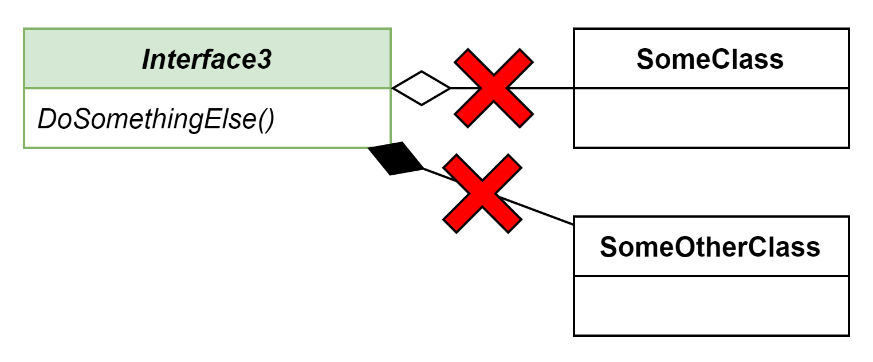 Interface3
SomeClass
DoSomethingElse()
SomeOtherClass